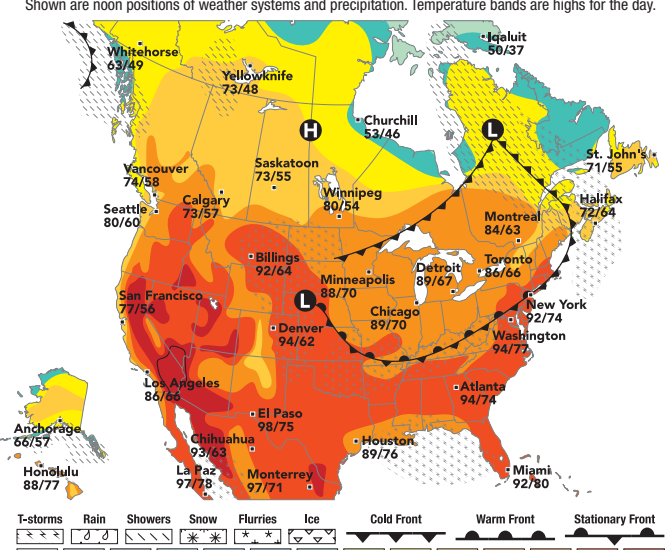 Shown are noon positions of weather systems and precipitation. Temperature bands are highs for the day.
Whitehorse
63/49
Yellowknife
73/48
Iqaluit
50/37
Churchill
53/46
H
L
St. John's
71/55
Vancouver
74/58
Saskatoon
73/55
Calgary
73/57
Winnipeg
80/54
Halifax
72/64
Seattle
80/60
Montreal
84/63
Billings
92/64
Minneapolis
88/70
Detroit
89/67
Toronto
86/66
San Francisco
77/56
L
Chicago
89/70
New York
92/74
Denver
94/62
Washington
94/77
Los Angeles
86/66
Atlanta
94/74
El Paso
98/75
Anchorage
66/57
Chihuahua
93/63
Houston
89/76
Honolulu
88/77
La Paz
97/78
Monterrey
97/71
Miami
92/80
T-storms Rain Showers Snow Flurries Ice Cold Front Warm Front Stationary Front